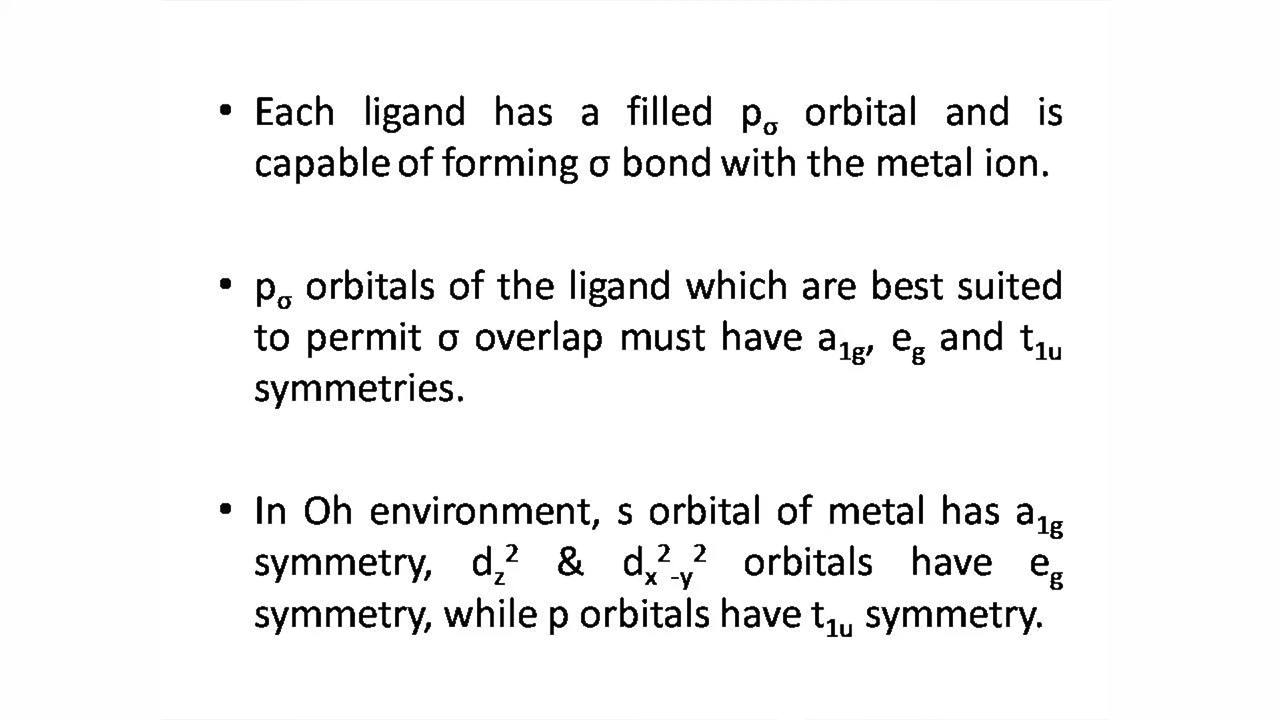 • Each ligand has a filled pσ orbital and is
capable of forming σ bond with the metal ion.
• pσ orbitals of the ligand which are best suited
to permit σ overlap must have a1g, eg and t1u
symmetries.
• In Oh environment, s orbital of metal has a1g
symmetry, dz² & dx²-y² orbitals have eg
symmetry, while p orbitals have t1u symmetry.